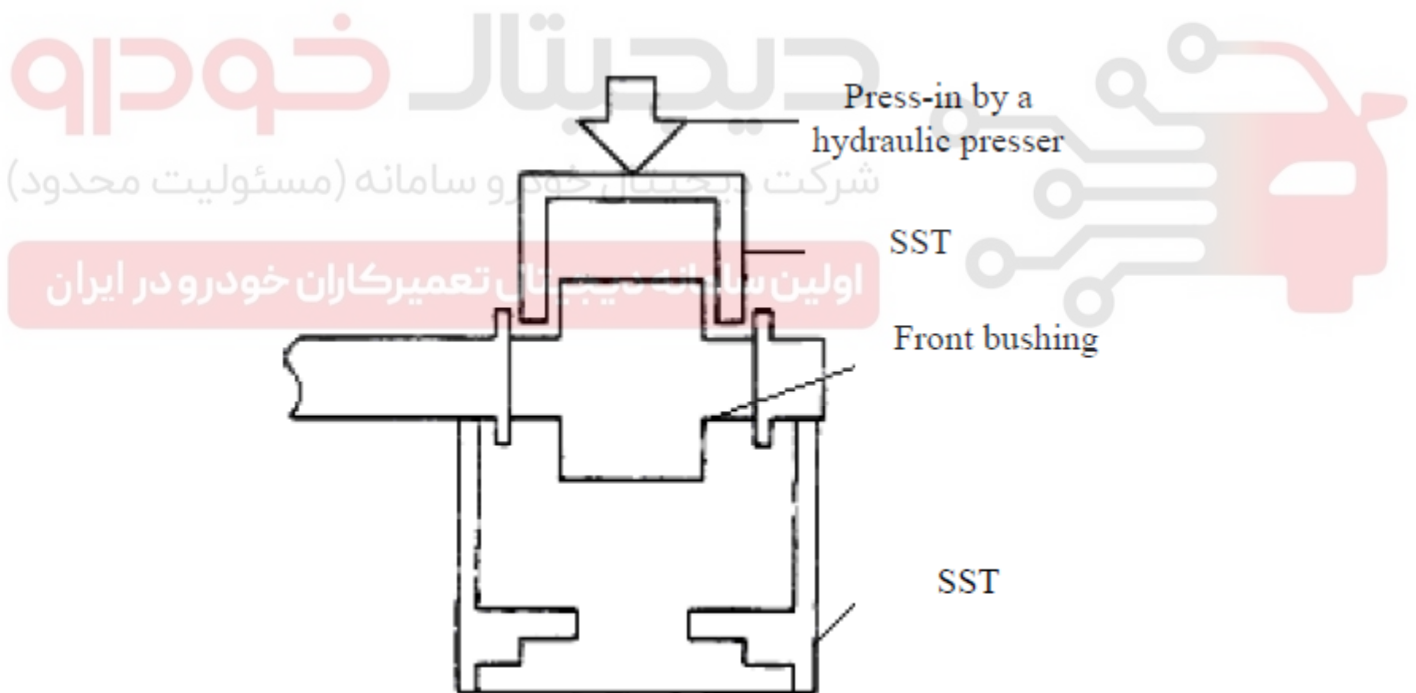 دیجیتال خودرو
شرکت دیجیتال خودرو سامانه (مسئولیت محدود)
اولین سامانه دیجیتال تعمیرکاران خودرو در ایران
Press-in by a
hydraulic presser
SST
Front bushing
SST